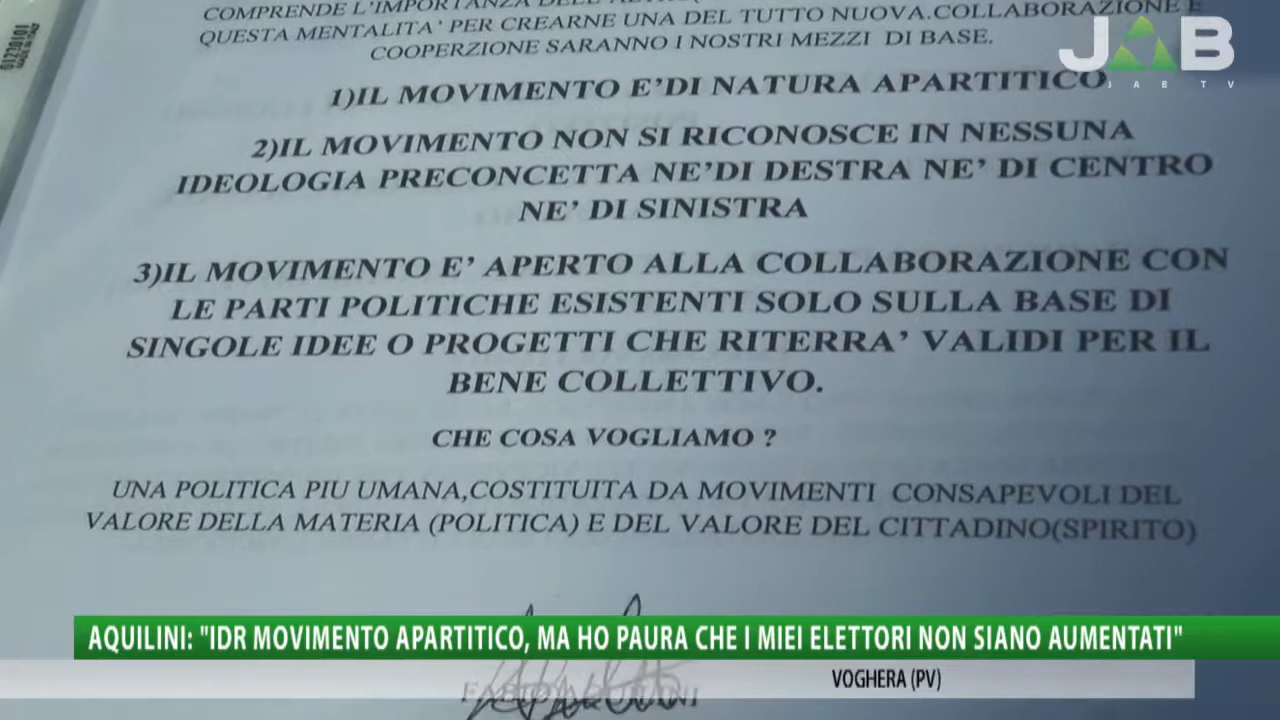 COMPRENDE L'IMPORTANZA
QUESTA MENTALITA' PER CREARNE UNA DEL TUTTO NUOVA.COLLABORAZIONE E
COOPERZIONE SARANNO I NOSTRI MEZZI DI BASE.
1)IL MOVIMENTO E'DI NATURA APARTITICO
2)IL MOVIMENTO NON SI RICONOSCE IN NESSUNA
IDEOLOGIA PRECONCETTA NE'DI DESTRA NE' DI CENTRO
NE' DI SINISTRA
3)IL MOVIMENTO E' APERTO ALLA COLLABORAZIONE CON
LE PARTI POLITICHE ESISTENTI SOLO SULLA BASE DI
SINGOLE IDEE O PROGETTI CHE RITERRA' VALIDI PER IL
BENE COLLETTIVO.
CHE COSA VOGLIAMO ?
UNA POLITICA PIU UMANA,COSTITUITA DA MOVIMENTI CONSAPEVOLI DEL
VALORE DELLA MATERIA (POLITICA) E DEL VALORE DEL CITTADINO(SPIRITO)
JAB
JAB TV
AQUILINI: "IDR MOVIMENTO APARTITICO, MA HO PAURA CHE I MIEI ELETTORI NON SIANO AUMENTATI"
VOGHERA (PV)
FABIO AQUILINI